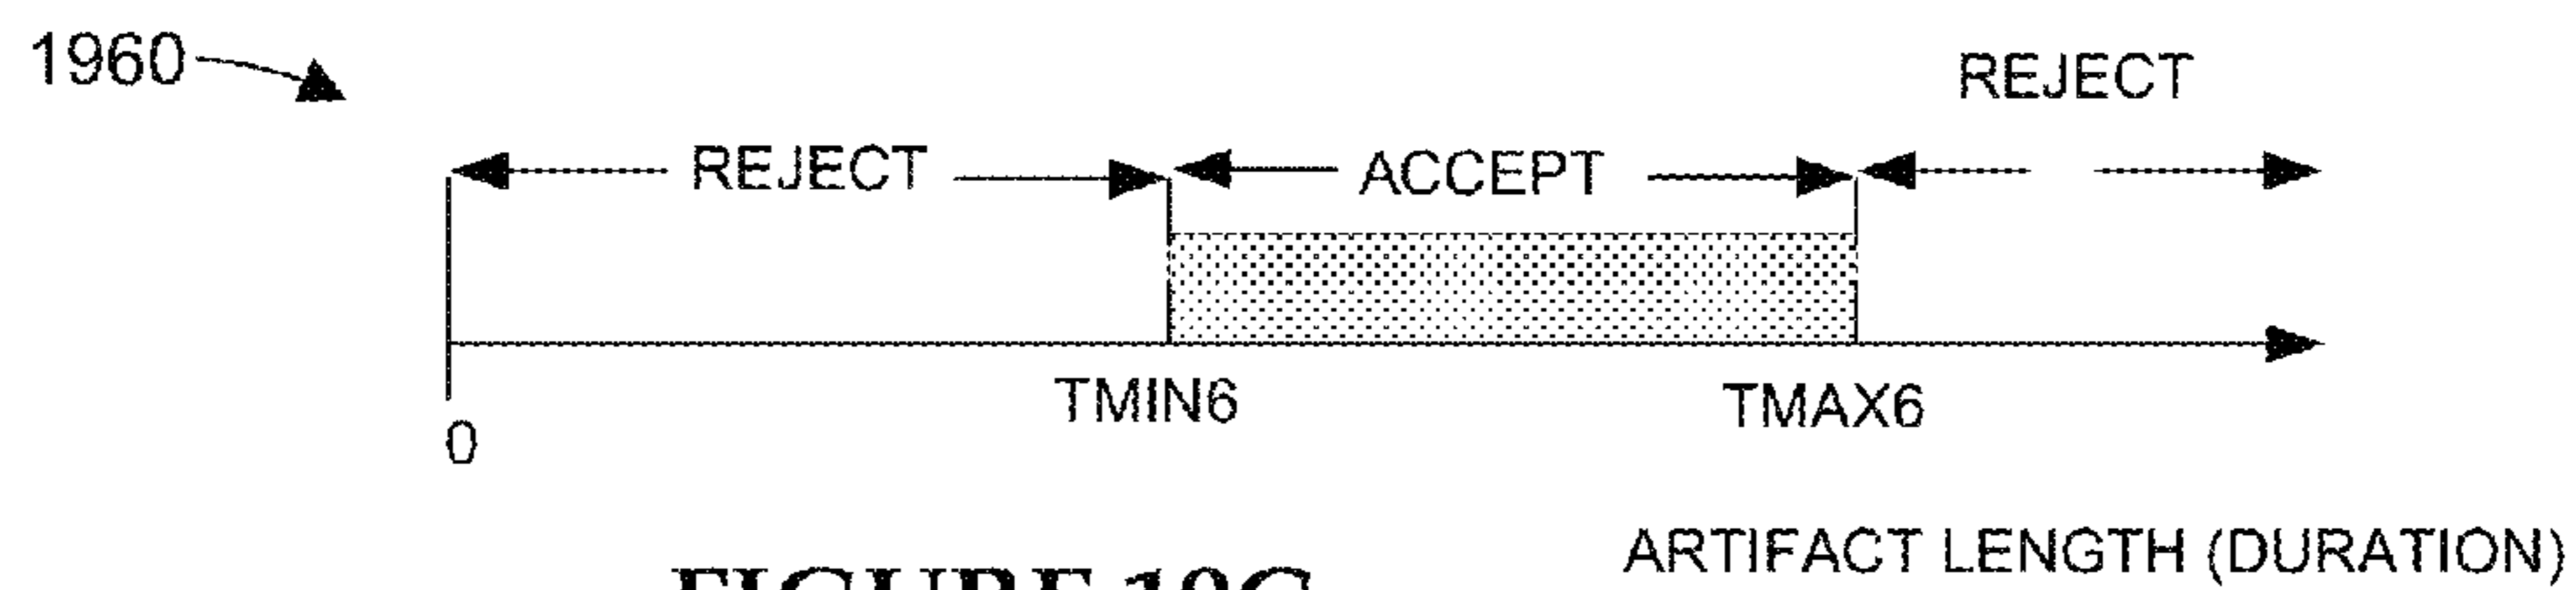 1960
REJECT
REJECT
ACCEPT
TMIN6
TMAX6
0
ARTIFACT LENGTH (DURATION)